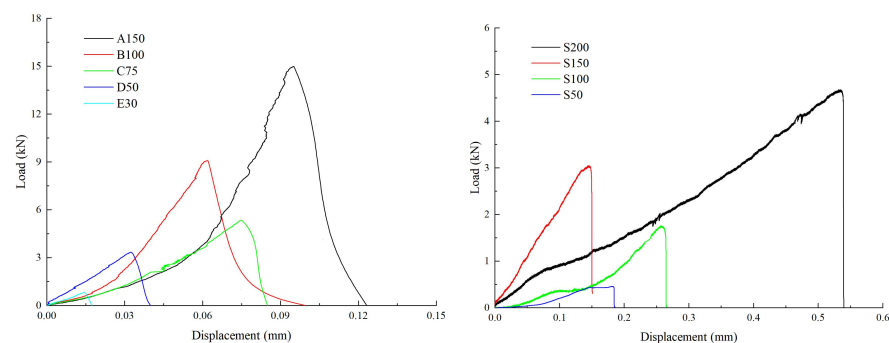 A150
B100
C75
D50
E30
Load (kN)
18
15
12
9
6
3
0
0.00 0.03 0.06 0.09 0.12 0.15
Displacement (mm)
S200
S150
S100
S50
Load (kN)
6
5
4
3
2
1
0
0.0 0.1 0.2 0.3 0.4 0.5 0.6
Displacement (mm)